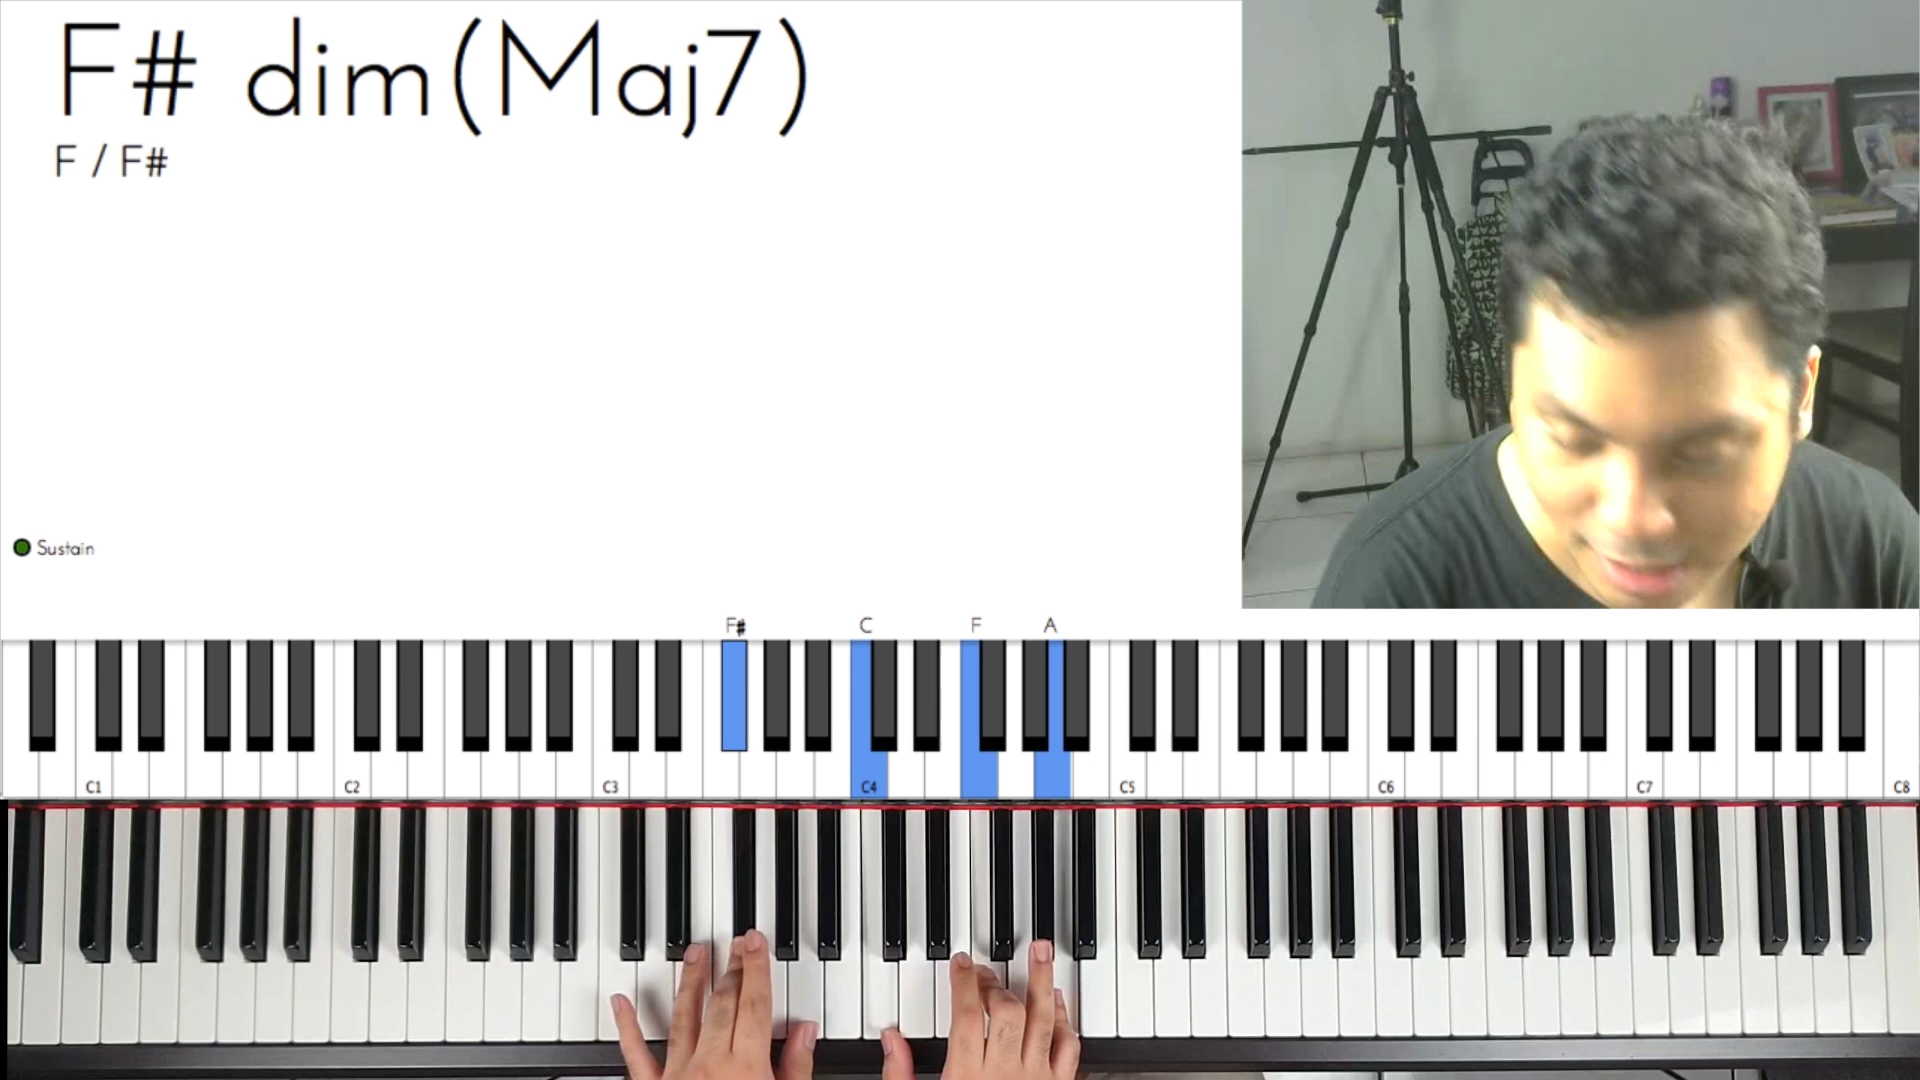 F# dim(Maj7)
F / F#
Sustain
F# C F A
C1 C2 C3 C4 C5 C6 C7 C8